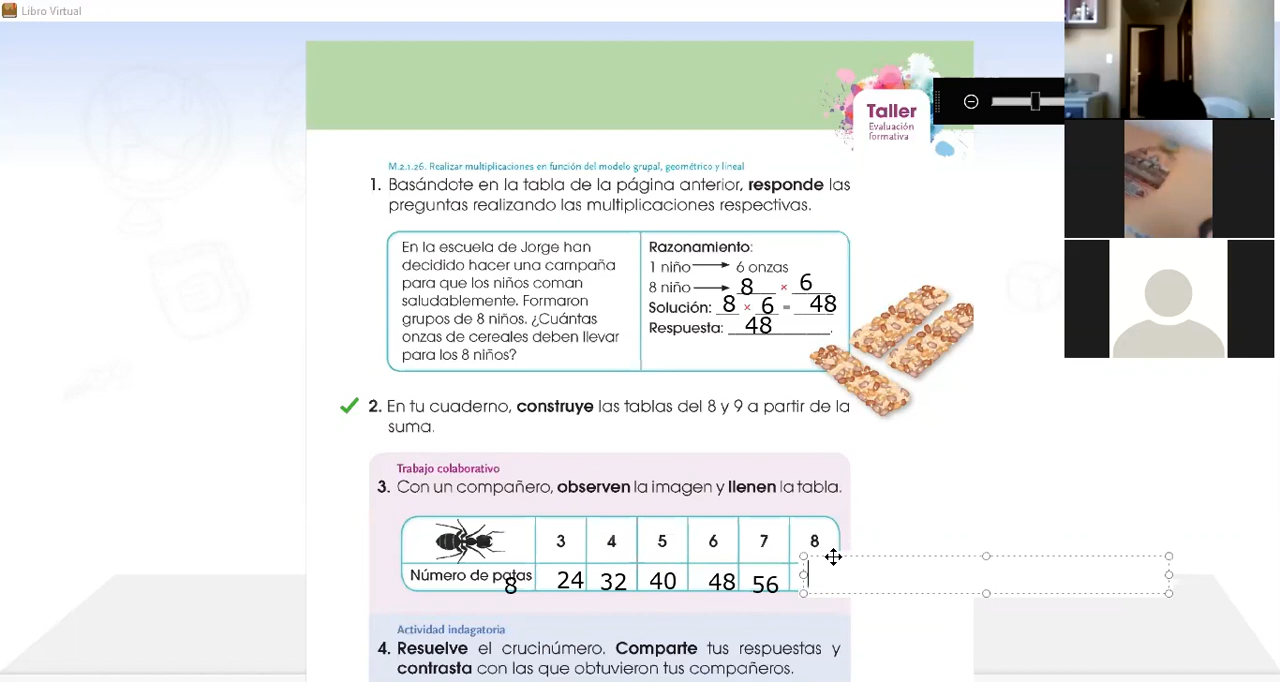 Libro Virtual
Taller
Evaluación
formativa
M.2.1.26. Realizar multiplicaciones en función del modelo grupal, geométrico y lineal
1. Basándote en la tabla de la página anterior, responde las
preguntas realizando las multiplicaciones respectivas.
En la escuela de Jorge han
decidido hacer una campaña
para que los niños coman
saludablemente. Formaron
grupos de 8 niños. ¿Cuántas
onzas de cereales deben llevar
para los 8 niños?
Razonamiento:
1 niño → 6 onzas
8 niño → 8 × 6
Solución: 8 × 6 = 48
Respuesta: 48.
2. En tu cuaderno, construye las tablas del 8 y 9 a partir de la
suma.
Trabajo colaborativo
3. Con un compañero, observen la imagen y llenen la tabla.
3 4 5 6 7 8
Número de patas 8 24 32 40 48 56
Actividad indagatoria
4. Resuelve el crucinúmero. Comparte tus respuestas y
contrasta con las que obtuvieron tus compañeros.